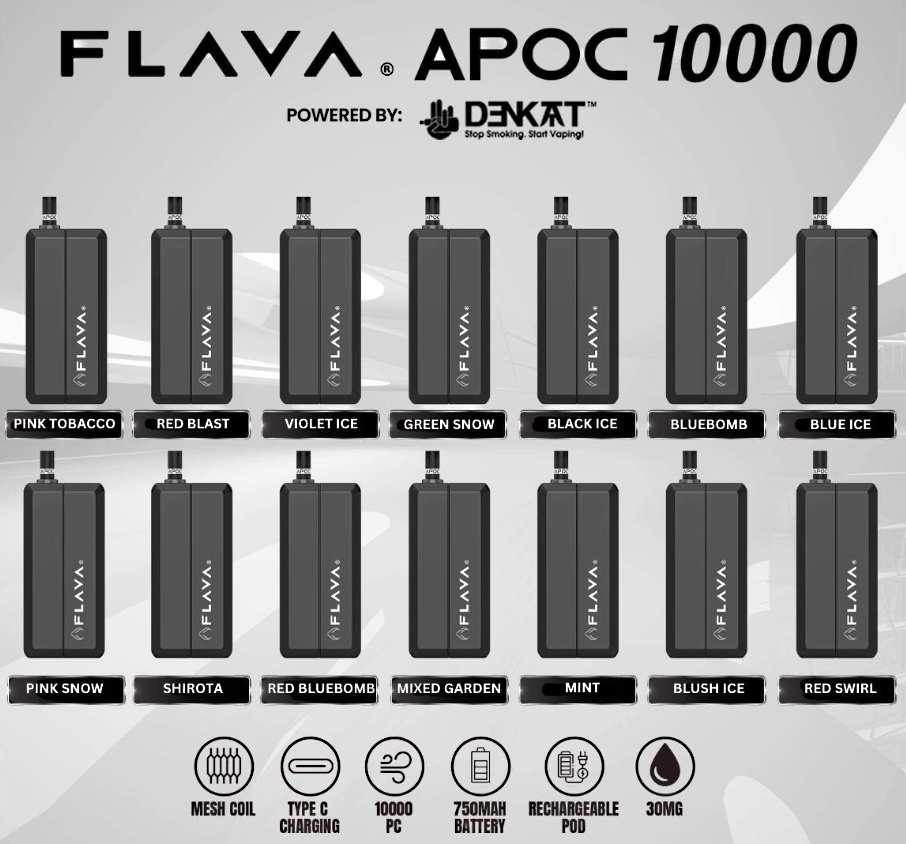 FLAVA® APOC 10000
POWERED BY: DENKAT™
Stop Smoking. Start Vaping!
APOC APOC APOC APOC APOC APOC APOC
FLAVA® FLAVA® FLAVA® FLAVA® FLAVA® FLAVA® FLAVA®
PINK TOBACCO RED BLAST VIOLET ICE GREEN SNOW BLACK ICE BLUEBOMB BLUE ICE
APOC APOC APOC APOC APOC APOC APOC
FLAVA® FLAVA® FLAVA® FLAVA® FLAVA® FLAVA® FLAVA®
PINK SNOW SHIROTA RED BLUEBOMB MIXED GARDEN MINT BLUSH ICE RED SWIRL
MESH COIL
TYPE C
CHARGING
10000
PC
750MAH
BATTERY
RECHARGEABLE
POD
30MG